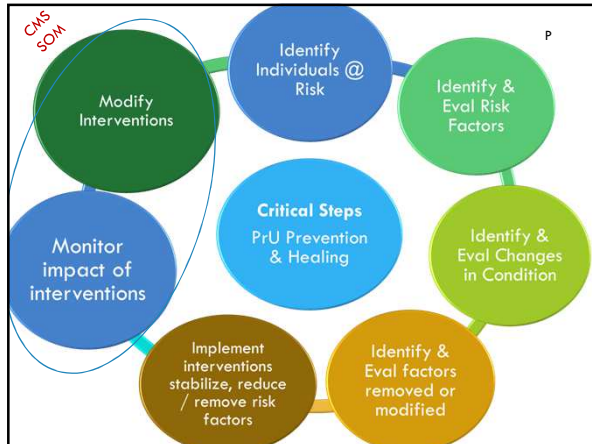 CMS
SOM
P
Identify
Individuals @
Risk
Identify &
Eval Risk
Factors
Identify &
Eval Changes
in Condition
Identify &
Eval factors
removed or
modified
Implement
interventions
stabilize, reduce
/ remove risk
factors
Monitor
impact of
interventions
Modify
Interventions
Critical Steps
PrU Prevention
& Healing